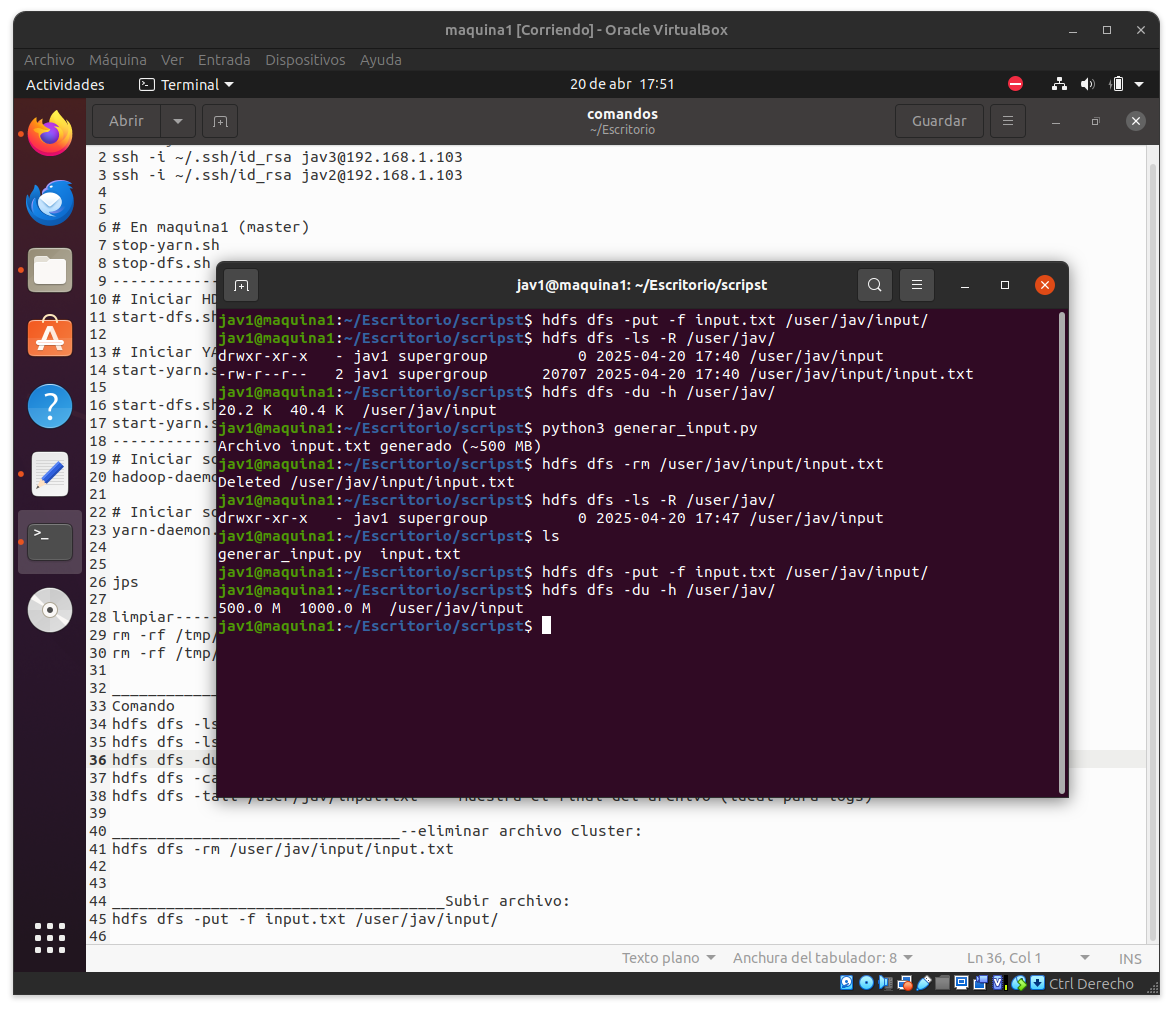 maquina1 [Corriendo] - Oracle VirtualBox
Archivo Máquina Ver Entrada Dispositivos Ayuda
Actividades Terminal 20 de abr 17:51
Abrir comandos Guardar
~/Escritorio
2 ssh -i ~/.ssh/id_rsa jav3@192.168.1.103
3 ssh -i ~/.ssh/id_rsa jav2@192.168.1.103
4
5
6 # En maquina1 (master)
7 stop-yarn.sh
8 stop-dfs.sh
9 ------------
10 # Iniciar HD
11 start-dfs.sh
12
13 # Iniciar YA
14 start-yarn.s
15
16 start-dfs.sh
17 start-yarn.s
18 ------------
19 # Iniciar so
20 hadoop-daemo
21
22 # Iniciar so
23 yarn-daemon.
24
25
26 jps
27
28 limpiar-----
29 rm -rf /tmp/
30 rm -rf /tmp/
31
32 ____________
33 Comando
34 hdfs dfs -ls
35 hdfs dfs -ls
36 hdfs dfs -du
37 hdfs dfs -ca
38 hdfs dfs -tail /user/jav/input.txt Muestra el final del archivo (ideal para logs)
39
40 ________________________________--eliminar archivo cluster:
41 hdfs dfs -rm /user/jav/input/input.txt
42
43
44 _____________________________________Subir archivo:
45 hdfs dfs -put -f input.txt /user/jav/input/
46
jav1@maquina1: ~/Escritorio/scripst
jav1@maquina1:~/Escritorio/scripst$ hdfs dfs -put -f input.txt /user/jav/input/
jav1@maquina1:~/Escritorio/scripst$ hdfs dfs -ls -R /user/jav/
drwxr-xr-x   - jav1 supergroup          0 2025-04-20 17:40 /user/jav/input
-rw-r--r--   2 jav1 supergroup      20707 2025-04-20 17:40 /user/jav/input/input.txt
jav1@maquina1:~/Escritorio/scripst$ hdfs dfs -du -h /user/jav/
20.2 K  40.4 K  /user/jav/input
jav1@maquina1:~/Escritorio/scripst$ python3 generar_input.py
Archivo input.txt generado (~500 MB)
jav1@maquina1:~/Escritorio/scripst$ hdfs dfs -rm /user/jav/input/input.txt
Deleted /user/jav/input/input.txt
jav1@maquina1:~/Escritorio/scripst$ hdfs dfs -ls -R /user/jav/
drwxr-xr-x   - jav1 supergroup          0 2025-04-20 17:47 /user/jav/input
jav1@maquina1:~/Escritorio/scripst$ ls
generar_input.py  input.txt
jav1@maquina1:~/Escritorio/scripst$ hdfs dfs -put -f input.txt /user/jav/input/
jav1@maquina1:~/Escritorio/scripst$ hdfs dfs -du -h /user/jav/
500.0 M  1000.0 M  /user/jav/input
jav1@maquina1:~/Escritorio/scripst$
Texto plano Anchura del tabulador: 8 Ln 36, Col 1 INS
Ctrl Derecho